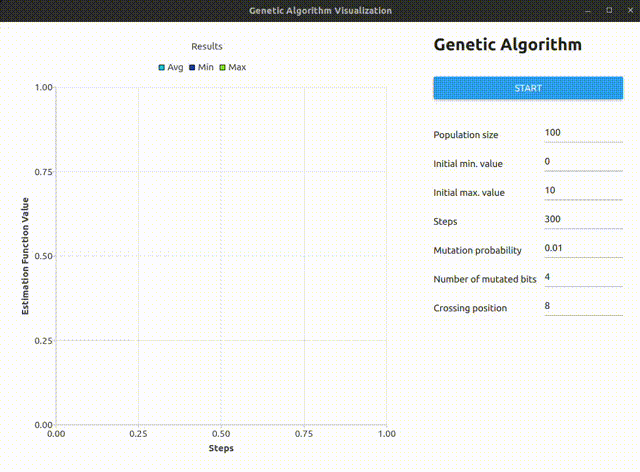 Genetic Algorithm Visualization
Results
Avg Min Max
1.00
0.75
0.50
0.25
0.00
Estimation Function Value
0.00 0.25 0.50 0.75 1.00
Steps
Genetic Algorithm
START
Population size 100
Initial min. value 0
Initial max. value 10
Steps 300
Mutation probability 0.01
Number of mutated bits 4
Crossing position 8